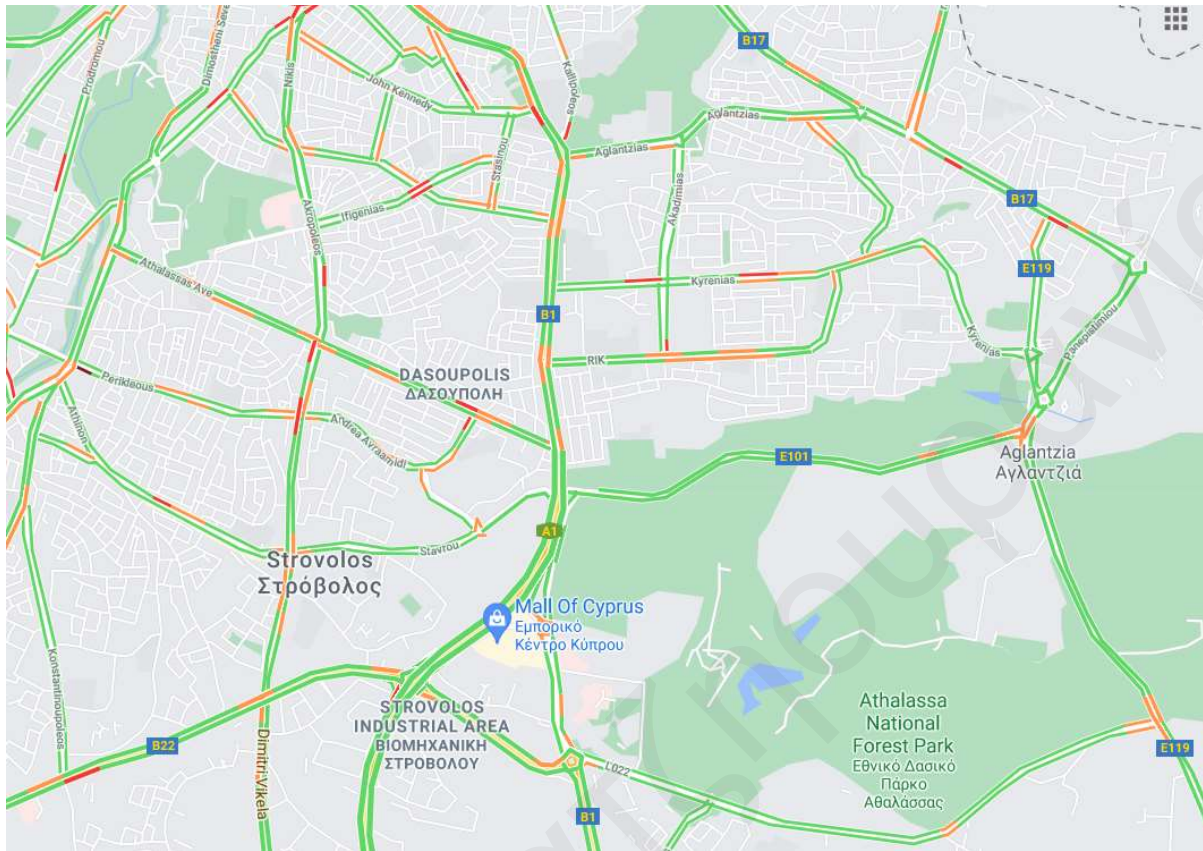 B17
Prodromou
Dimostheni Seve
Nikis
John Kennedy
Kallipoleos
Aglantzias
Aglantzias
Stasinou
Akadimias
Ifigenias
Akropoleos
B17
E119
Athalassas Ave
Kyrenias
B1
Panepistimiou
Kyrenias
RIK
DASOUPOLIS
ΔΑΣΟΥΠΟΛΗ
Perikleous
Athinon
Andrea Avraamidi
E101
Aglantzia
Αγλαντζιά
A1
Stavrou
Strovolos
Στρόβολος
Mall Of Cyprus
Εμπορικό
Κέντρο Κύπρου
Konstantinoupoleos
STROVOLOS
INDUSTRIAL AREA
ΒΙΟΜΗΧΑΝΙΚΗ
ΣΤΡΟΒΟΛΟΥ
Athalassa
National
Forest Park
Εθνικό Δασικό
Πάρκο
Αθαλάσσας
B22
Dimitri Vikela
E119
L'022
B1